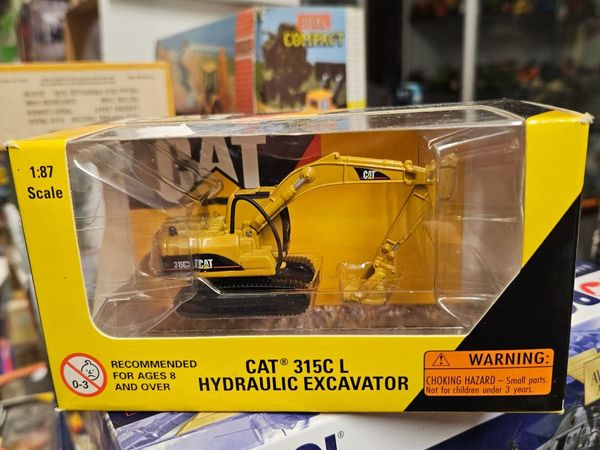 COMPACT
1:87
Scale
CAT
CAT
315C CAT
0-3
RECOMMENDED
FOR AGES 8
AND OVER
CAT® 315C L
HYDRAULIC EXCAVATOR
WARNING:
CHOKING HAZARD – Small parts.
Not for children under 3 years.